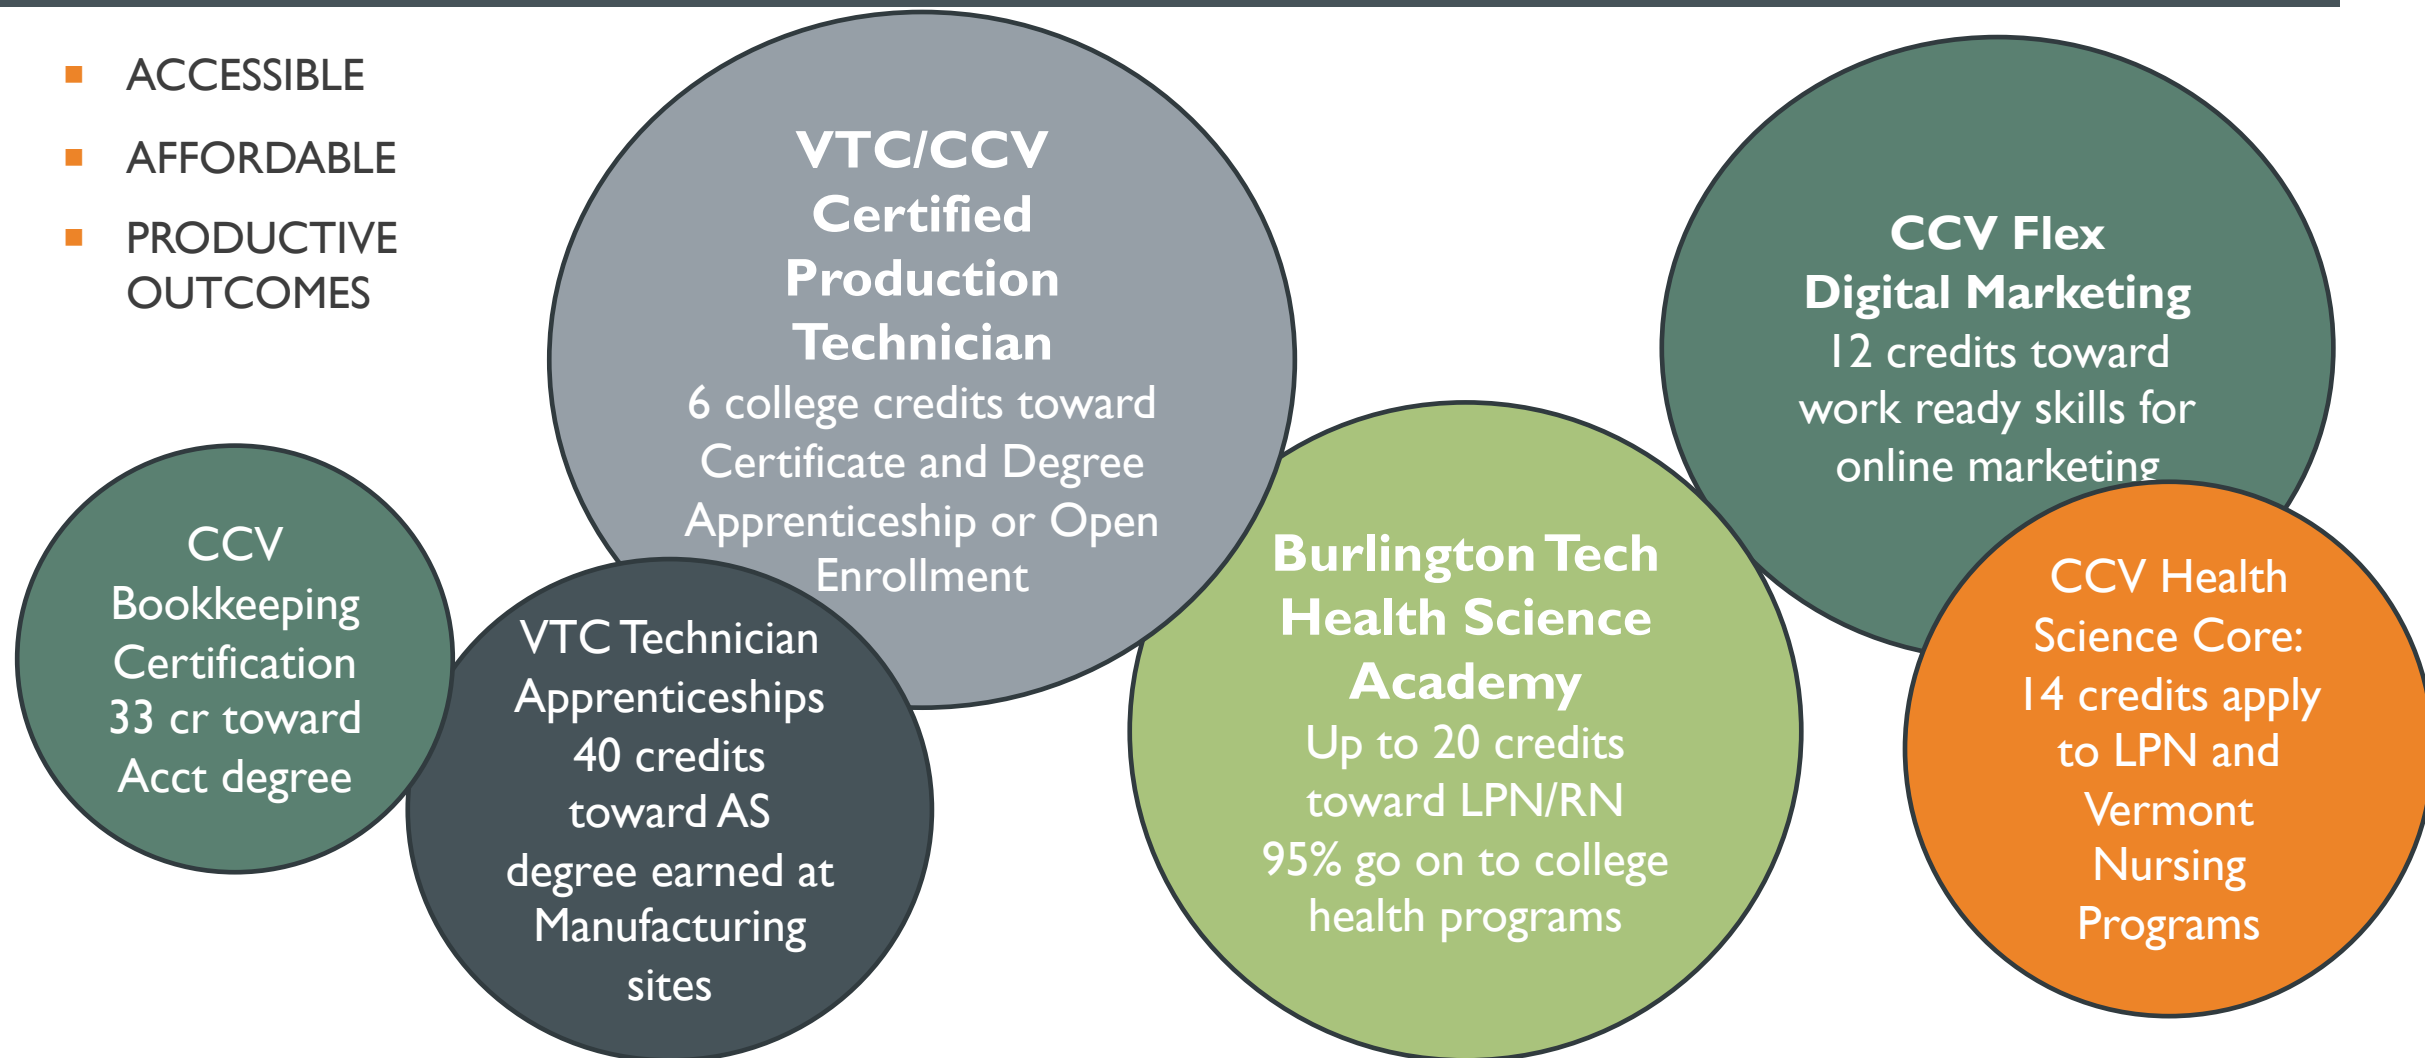 ACCESSIBLE
AFFORDABLE
PRODUCTIVE
OUTCOMES
VTC/CCV
Certified
Production
Technician
6 college credits toward
Certificate and Degree
Apprenticeship or Open
Enrollment
CCV Flex
Digital Marketing
12 credits toward
work ready skills for
online marketing
CCV
Bookkeeping
Certification
33 cr toward
Acct degree
VTC Technician
Apprenticeships
40 credits
toward AS
degree earned at
Manufacturing
sites
Burlington Tech
Health Science
Academy
Up to 20 credits
toward LPN/RN
95% go on to college
health programs
CCV Health
Science Core:
14 credits apply
to LPN and
Vermont
Nursing
Programs